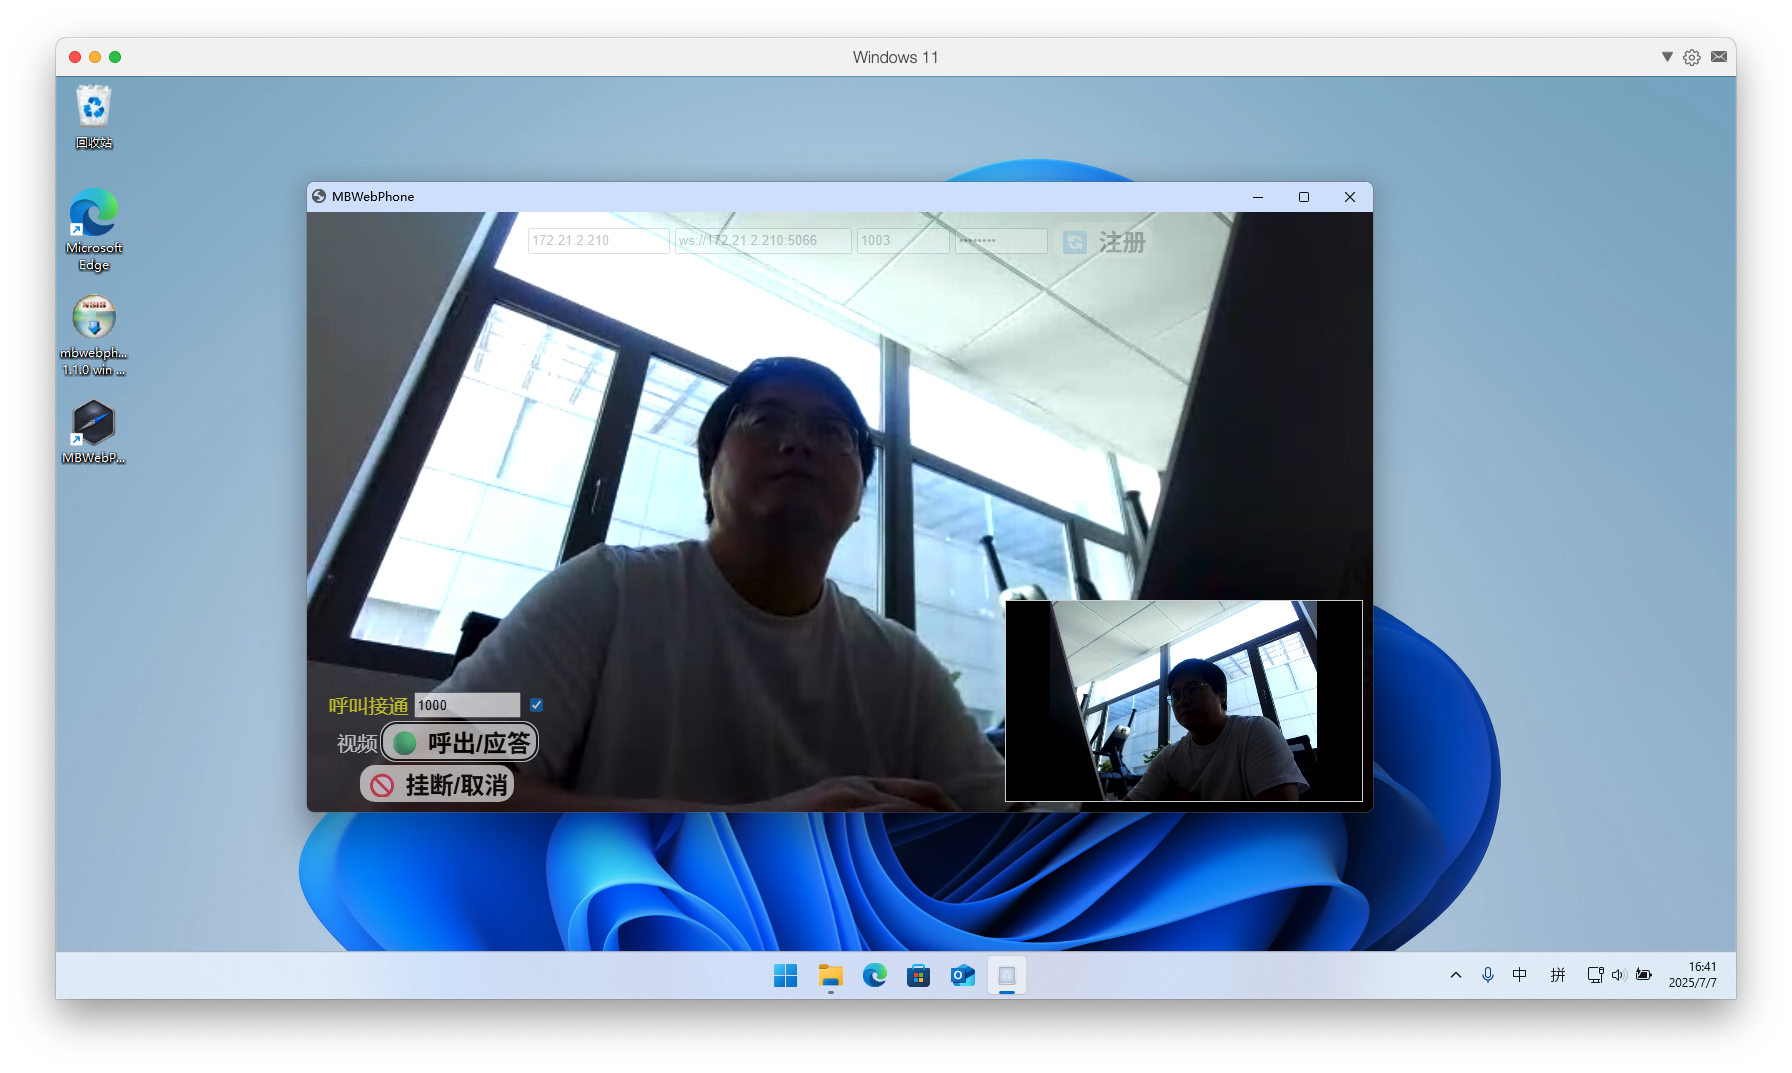 Windows 11
回收站
Microsoft
Edge
NSIS
mbwebph...
1.1.0 win ...
MBWebP...
MBWebPhone
172.21.2.210
ws://172.21.2.210:5066
1003
••••••••
注册
呼叫接通
1000
视频
呼出/应答
挂断/取消
中
拼
16:41
2025/7/7